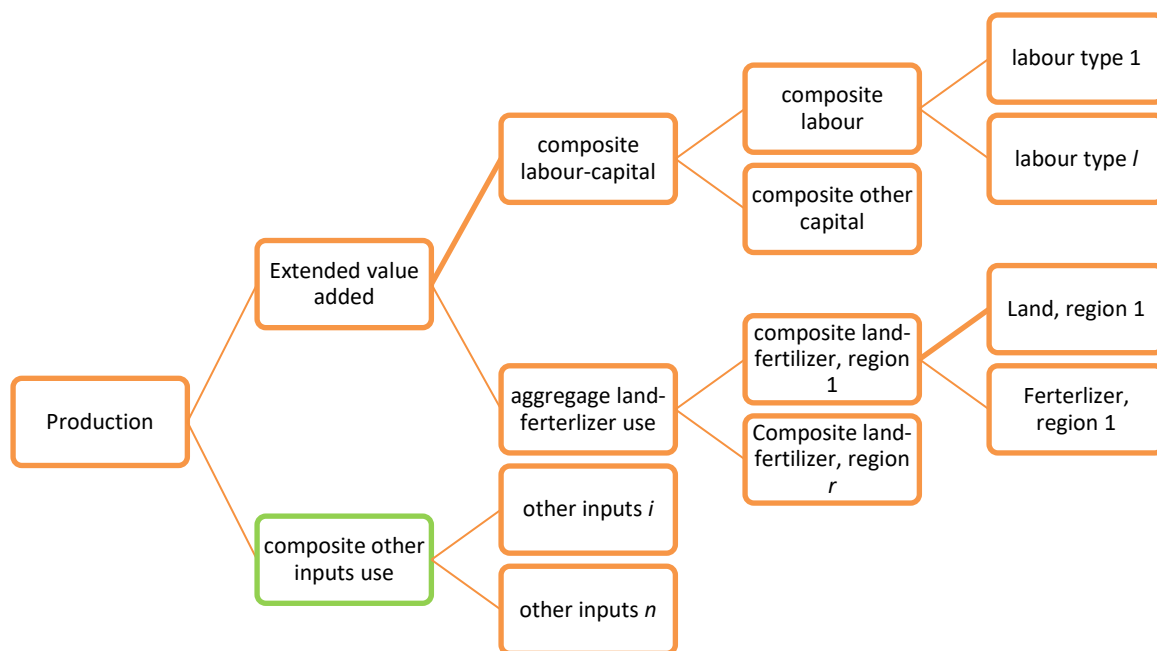 Production
Extended value
added
composite other
inputs use
composite
labour-capital
aggregage land-
ferterlizer use
other inputs i
other inputs n
composite
labour
composite other
capital
composite land-
fertilizer, region
1
Composite land-
fertilizer, region
r
labour type 1
labour type l
Land, region 1
Ferterlizer,
region 1